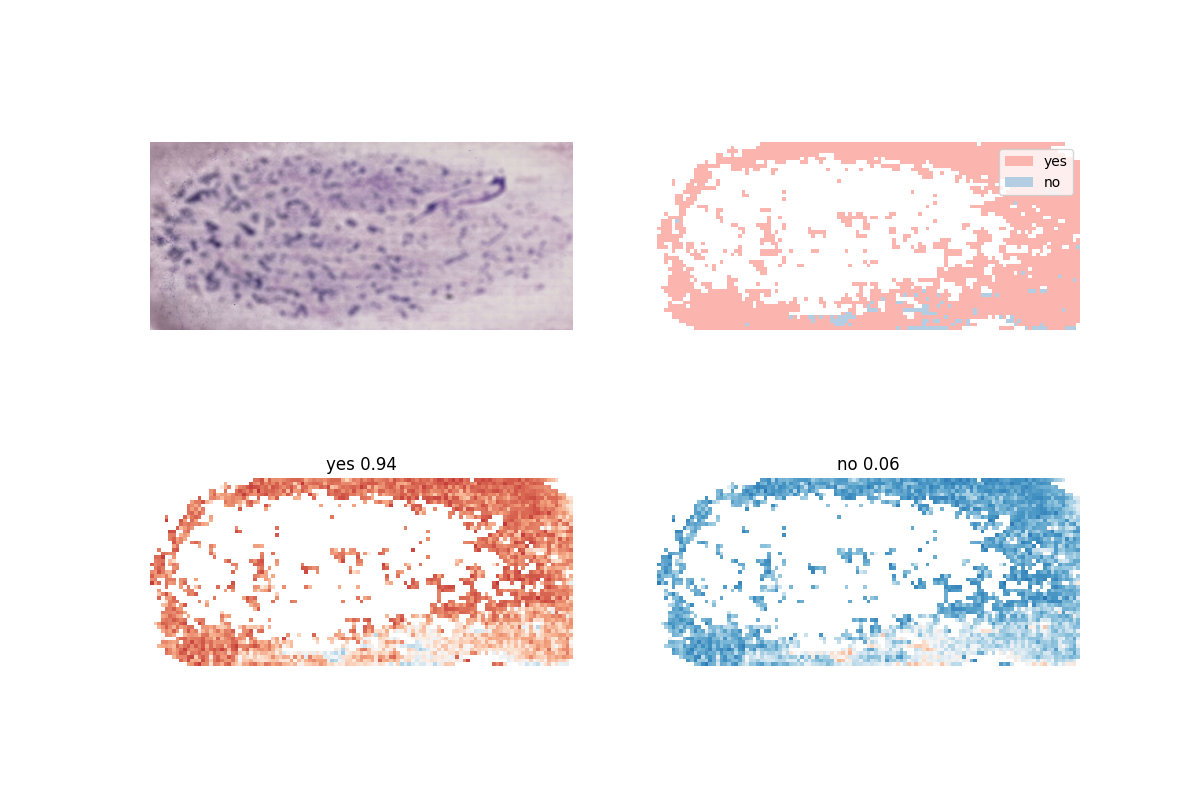 yes
no
yes 0.94
no 0.06